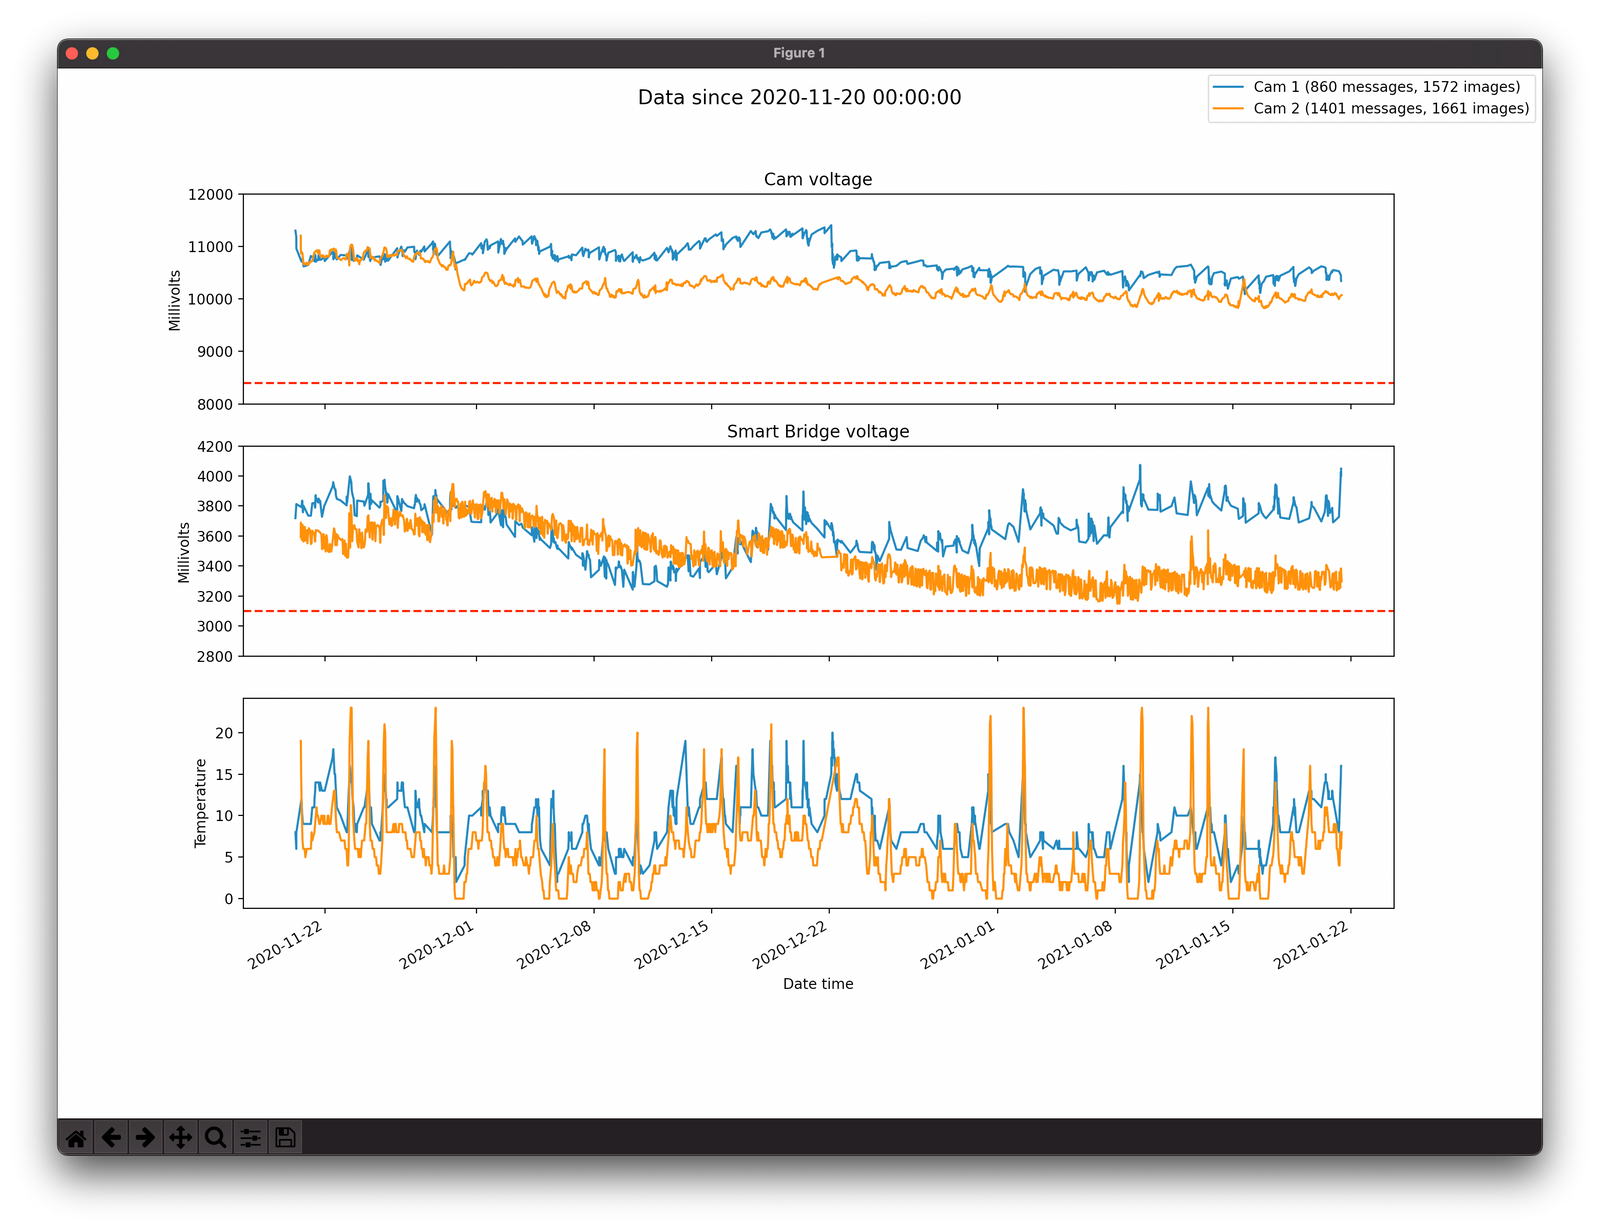 Figure 1
Data since 2020-11-20 00:00:00
Cam 1 (860 messages, 1572 images)
Cam 2 (1401 messages, 1661 images)
Cam voltage
12000
11000
10000
9000
8000
Millivolts
Smart Bridge voltage
4200
4000
3800
3600
3400
3200
3000
2800
Millivolts
20
15
10
5
0
Temperature
2020-11-22
2020-12-01
2020-12-08
2020-12-15
2020-12-22
2021-01-01
2021-01-08
2021-01-15
2021-01-22
Date time